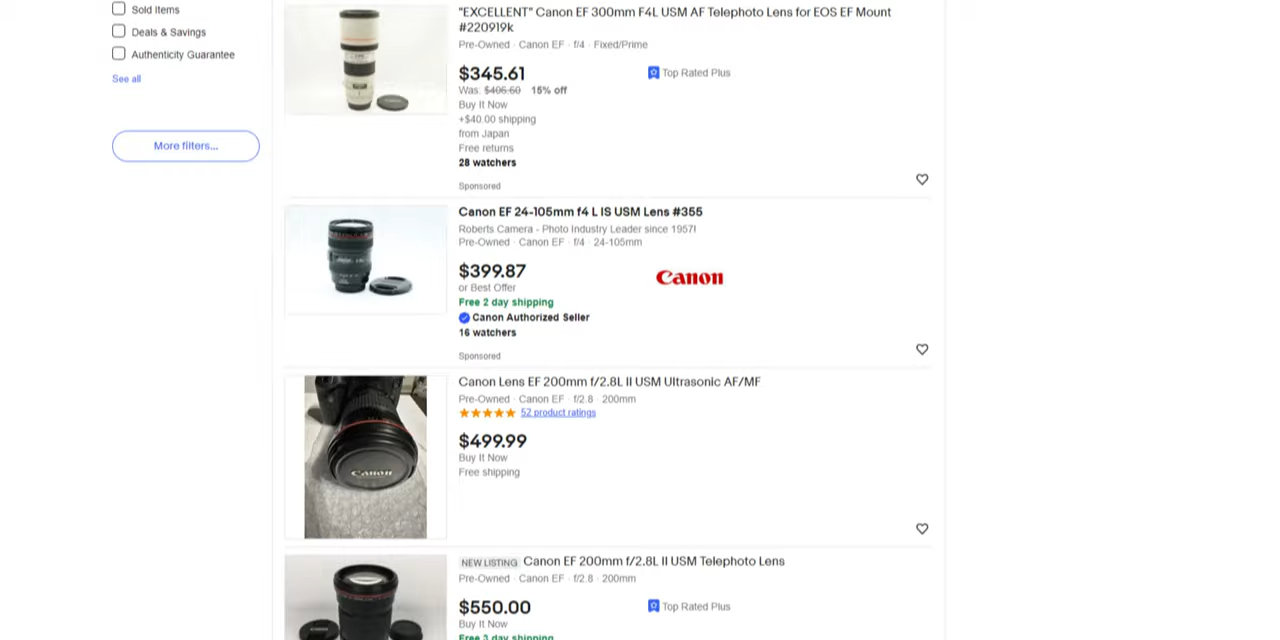 Sold Items
Deals & Savings
Authenticity Guarantee
See all
More filters...
"EXCELLENT" Canon EF 300mm F4L USM AF Telephoto Lens for EOS EF Mount
#220919k
Pre-Owned · Canon EF · f/4 · Fixed/Prime
$345.61
Top Rated Plus
Was: $406.60 15% off
Buy It Now
+$40.00 shipping
from Japan
Free returns
28 watchers
Sponsored
Canon EF 24-105mm f4 L IS USM Lens #355
Roberts Camera - Photo Industry Leader since 1957!
Pre-Owned · Canon EF · f/4 · 24-105mm
$399.87
Canon
or Best Offer
Free 2 day shipping
Canon Authorized Seller
16 watchers
Sponsored
Canon Lens EF 200mm f/2.8L II USM Ultrasonic AF/MF
Pre-Owned · Canon EF · f/2.8 · 200mm
52 product ratings
$499.99
Buy It Now
Free shipping
Canon
NEW LISTING Canon EF 200mm f/2.8L II USM Telephoto Lens
Pre-Owned · Canon EF · f/2.8 · 200mm
$550.00
Top Rated Plus
Buy It Now
Free 3 day shipping